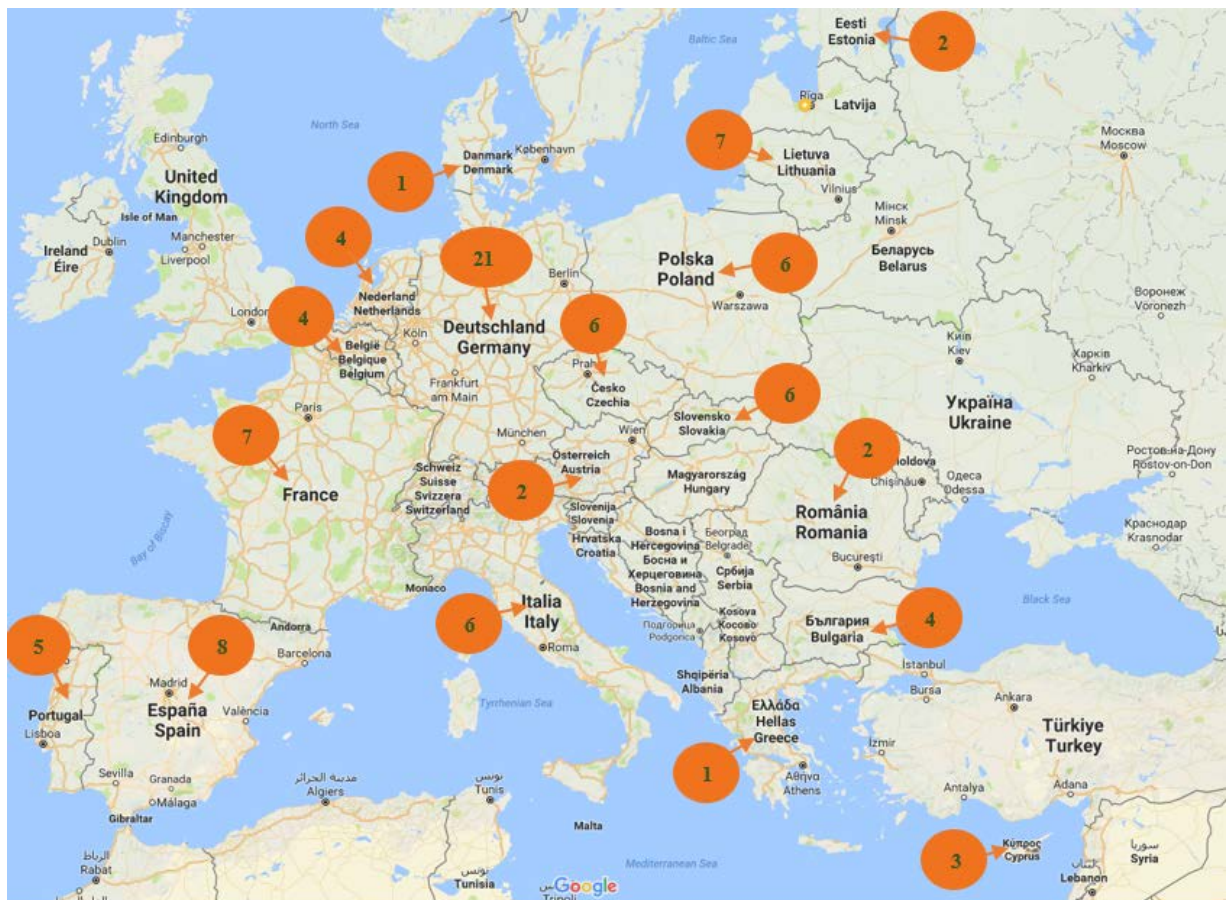 Eesti
Estonia
2
Baltic Sea
Rīga
Latvija
Москва
Moscow
North Sea
Edinburgh
United
Kingdom
Isle of Man
7
Lietuva
Lithuania
Vilnius
Danmark
Denmark
København
1
Мінск
Minsk
Беларусь
Belarus
Ireland
Éire
Dublin
Manchester
Liverpool
4
21
Berlin
Polska
Poland
6
Warszawa
Воронеж
Voronezh
London
Nederland
Netherlands
4
België
Belgique
Belgium
Köln
Deutschland
Germany
6
Frankfurt
am Main
Česko
Czechia
Київ
Kiev
Харків
Kharkiv
Україна
Ukraine
Paris
7
France
München
Wien
Slovensko
Slovakia
6
Österreich
Austria
2
Magyarország
Hungary
2
Chișinău
Одеса
Odessa
Ростов-на-Дону
Rostov-on-Don
Schweiz
Suisse
Svizzera
Switzerland
Slovenija
Slovenia
Hrvatska
Croatia
România
Romania
București
Краснодар
Krasnodar
Bay of Biscay
Bosna i
Hercegovina
Босна и
Херцеговина
Bosnia and
Herzegovina
Београд
Belgrade
Србија
Serbia
Monaco
Italia
Italy
6
Roma
Kosova
Косово
Kosovo
Подгорица
Podgorica
България
Bulgaria
4
Black Sea
Andorra
Barcelona
5
8
Madrid
España
Spain
València
Portugal
Lisboa
Sevilla
Granada
Málaga
Gibraltar
Tyrrhenian Sea
Shqipëria
Albania
Ελλάδα
Hellas
Greece
1
Αθήνα
Athens
İstanbul
Bursa
Ankara
İzmir
Türkiye
Turkey
Antalya
Adana
مدينة الجزائر
Algiers
تونس
Tunis
Malta
الرباط
Rabat
تونس
Tunisia
Mediterranean Sea
3
Κύπρος
Cyprus
سوريا
Syria
Lebanon
Google